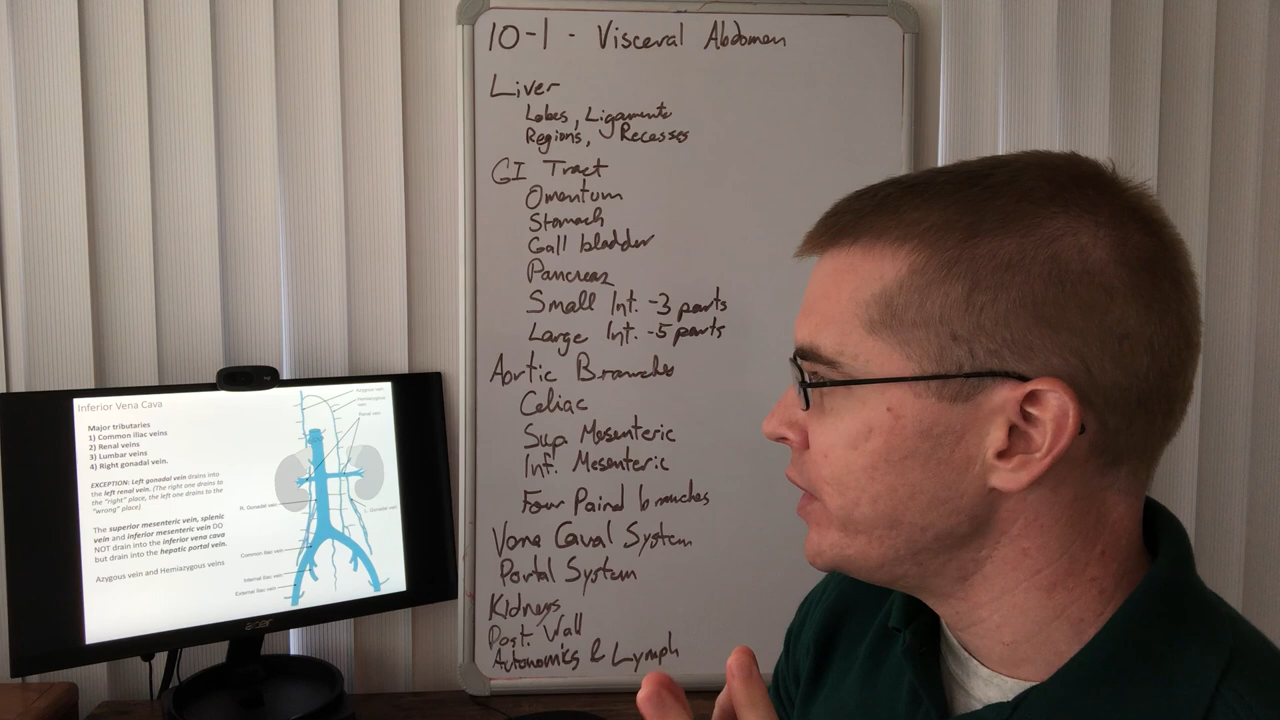 10-1 - Visceral Abdomen
Liver
Lobes, Ligaments
Regions, Recesses
GI Tract
Omentum
Stomach
Gall bladder
Pancreas
Small Int. -3 parts
Large Int. -5 parts
Aortic Branches
Celiac
Sup Mesenteric
Inf. Mesenteric
Four Paired branches
Vena Caval System
Portal System
Kidneys
Post. Wall
Autonomics & Lymph
Inferior Vena Cava
Major tributaries
1) Common iliac veins
2) Renal veins
3) Lumbar veins
4) Right gonadal vein.
EXCEPTION: Left gonadal vein drains into
the left renal vein. (The right one drains to
the "right" place, the left one drains to the
"wrong" place)
The superior mesenteric vein, splenic
vein and inferior mesenteric vein DO
NOT drain into the inferior vena cava
but drain into the hepatic portal vein.
Azygous vein and Hemiazygous veins
Azygous vein
Hemiazygous
vein
Renal vein
R. Gonadal vein
L. Gonadal vein
Common iliac vein
Internal iliac vein
External iliac vein
acer